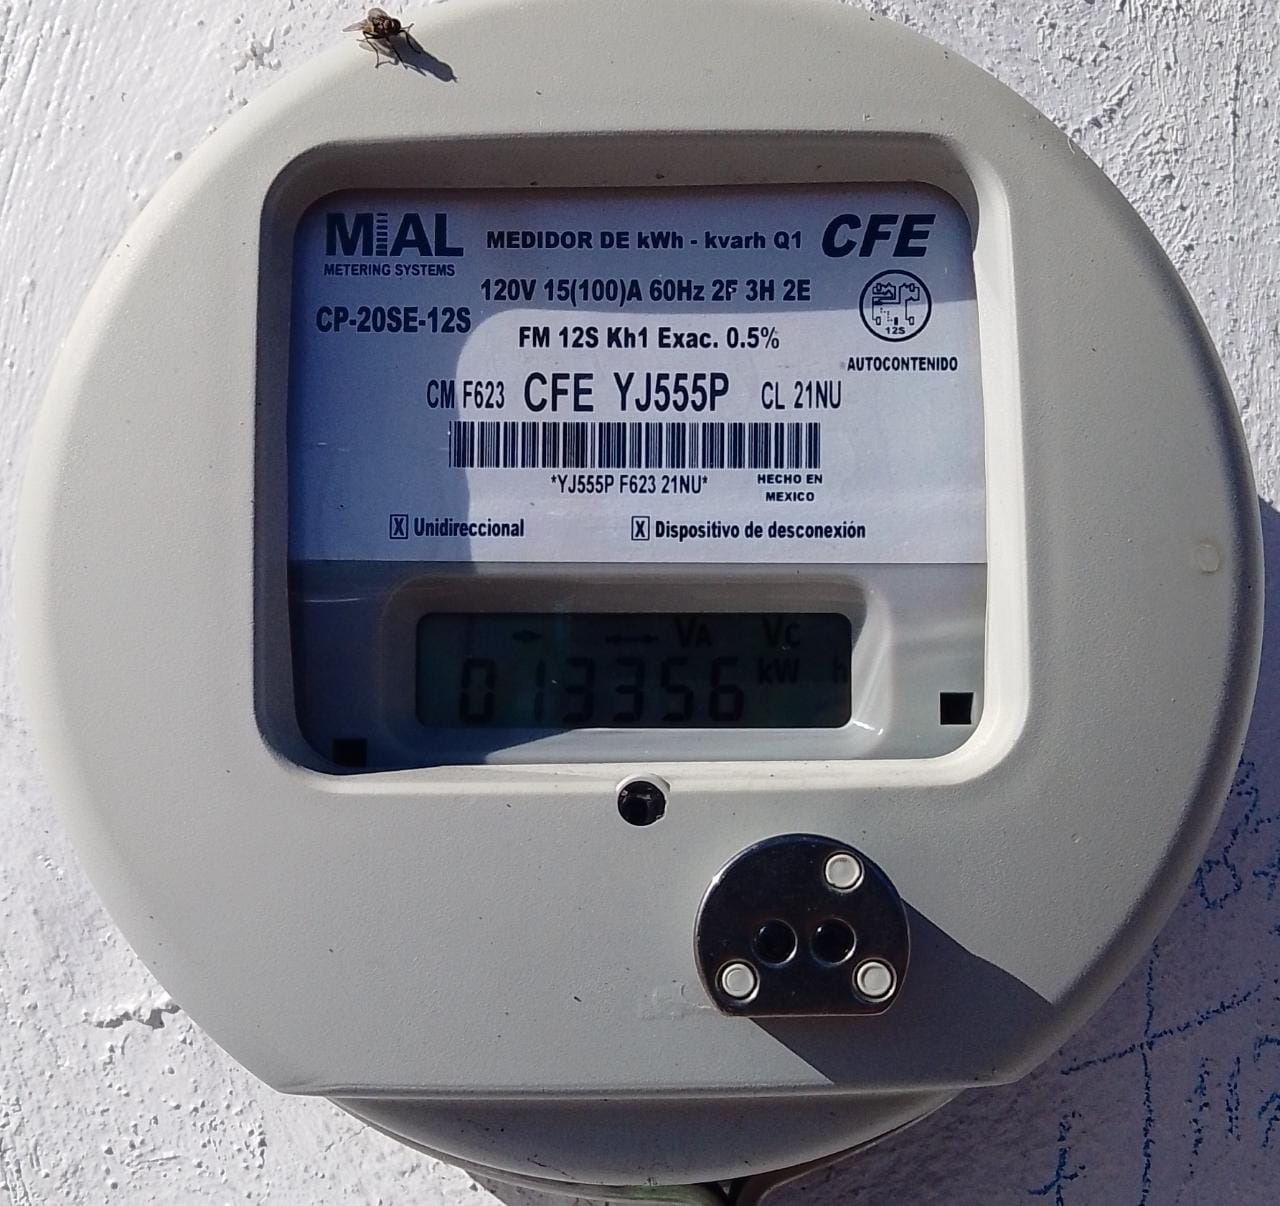 MIAL
METERING SYSTEMS
MEDIDOR DE kWh - kvarh Q1
CFE
120V 15(100)A 60Hz 2F 3H 2E
CP-20SE-12S
FM 12S Kh1 Exac. 0.5%
12S
AUTOCONTENIDO
CM F623 CFE YJ555P CL 21NU
*YJ555P F623 21NU*
HECHO EN
MEXICO
X Unidireccional
X Dispositivo de desconexión
VA VC
013356 kW h